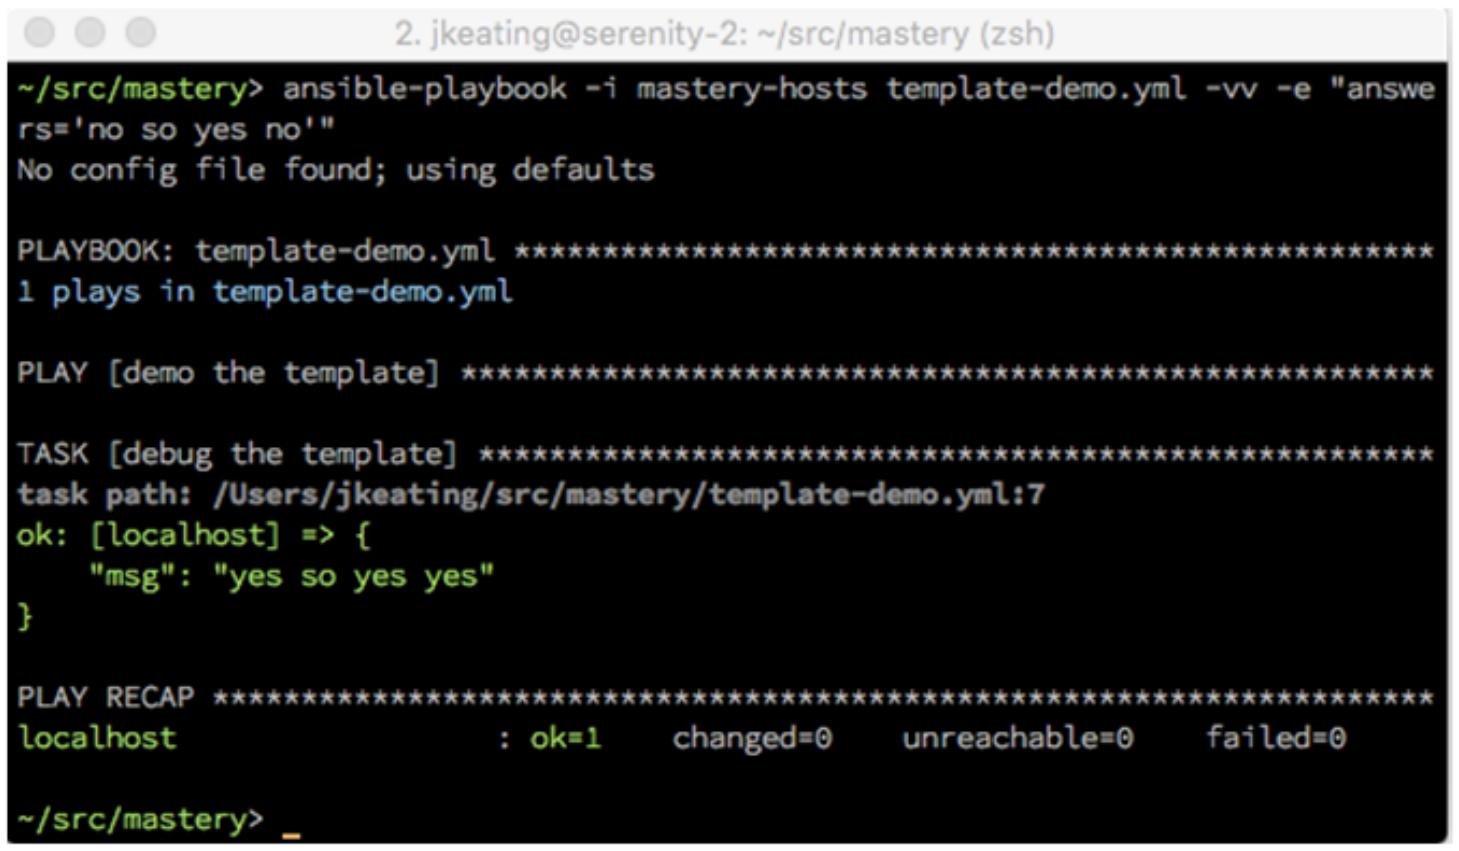 2. jkeating@serenity-2: ~/src/mastery (zsh)
~/src/mastery> ansible-playbook -i mastery-hosts template-demo.yml -vv -e "answe
rs='no so yes no'"
No config file found; using defaults
PLAYBOOK: template-demo.yml ****************************************************
1 plays in template-demo.yml
PLAY [demo the template] *******************************************************
TASK [debug the template] ******************************************************
task path: /Users/jkeating/src/mastery/template-demo.yml:7
ok: [localhost] => {
    "msg": "yes so yes yes"
}
PLAY RECAP *********************************************************************
localhost                  : ok=1    changed=0    unreachable=0    failed=0
~/src/mastery> _